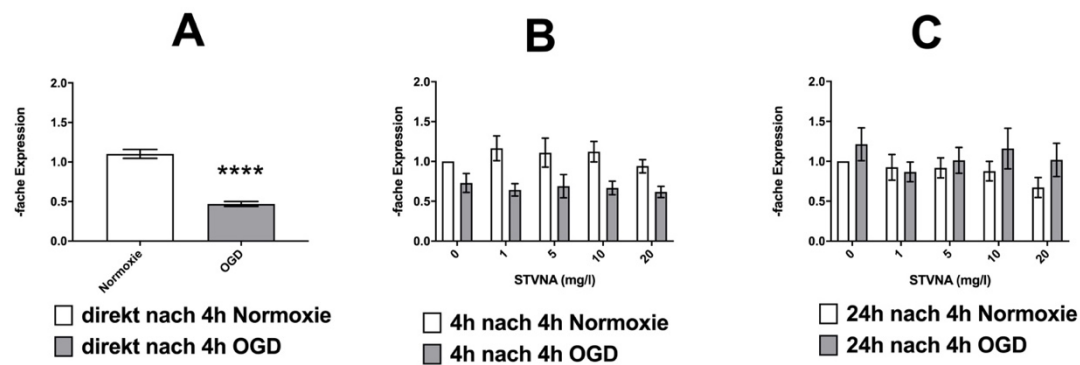 A
-fache Expression
2.0
1.5
1.0
0.5
0.0
****
Normoxie
OGD
direkt nach 4h Normoxie
direkt nach 4h OGD
B
-fache Expression
2.0
1.5
1.0
0.5
0.0
0
1
5
10
20
STVNA (mg/l)
4h nach 4h Normoxie
4h nach 4h OGD
C
-fache Expression
2.0
1.5
1.0
0.5
0.0
0
1
5
10
20
STVNA (mg/l)
24h nach 4h Normoxie
24h nach 4h OGD